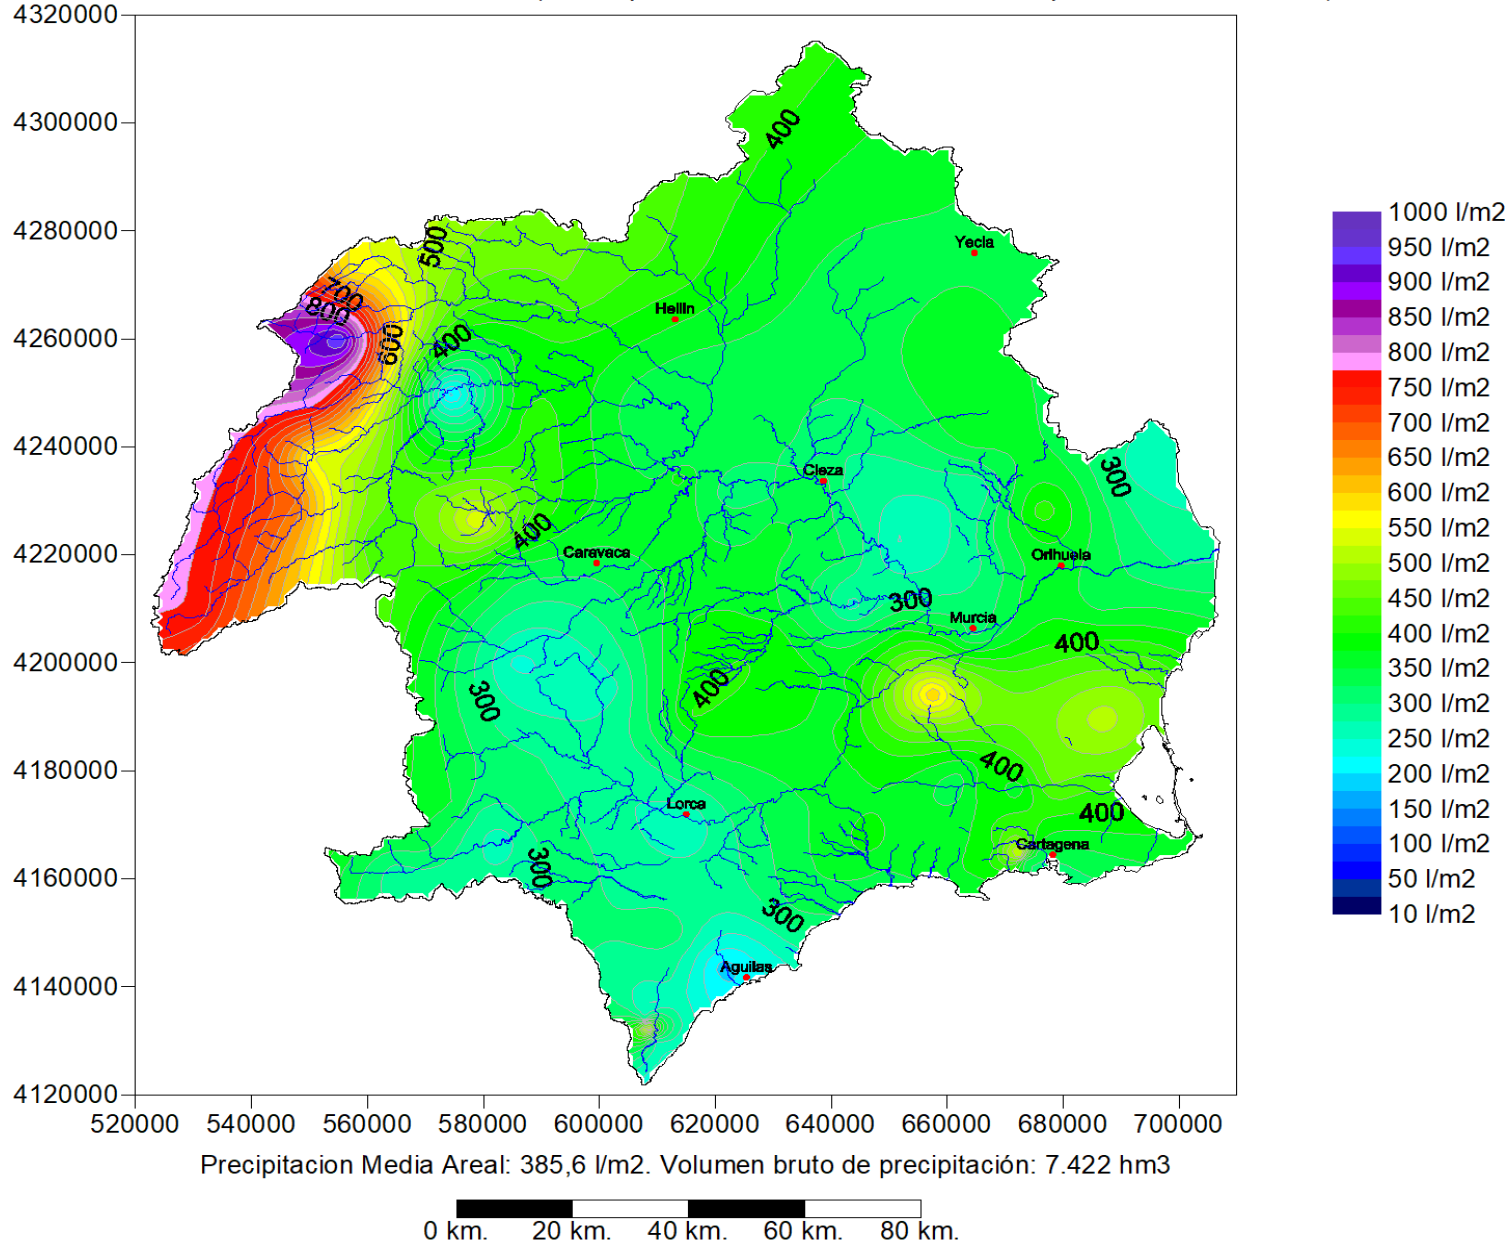 4320000
4300000
4280000
4260000
4240000
4220000
4200000
4180000
4160000
4140000
4120000
520000 540000 560000 580000 600000 620000 640000 660000 680000 700000
400
500
Yecla
700
800
Hellin
600
400
Cieza
300
400
Caravaca
Orihuela
300
Murcia
400
400
300
400
Lorca
400
Cartagena
300
300
Aguilas
1000 l/m2
950 l/m2
900 l/m2
850 l/m2
800 l/m2
750 l/m2
700 l/m2
650 l/m2
600 l/m2
550 l/m2
500 l/m2
450 l/m2
400 l/m2
350 l/m2
300 l/m2
250 l/m2
200 l/m2
150 l/m2
100 l/m2
50 l/m2
10 l/m2
Precipitacion Media Areal: 385,6 l/m2. Volumen bruto de precipitación: 7.422 hm3
0 km. 20 km. 40 km. 60 km. 80 km.